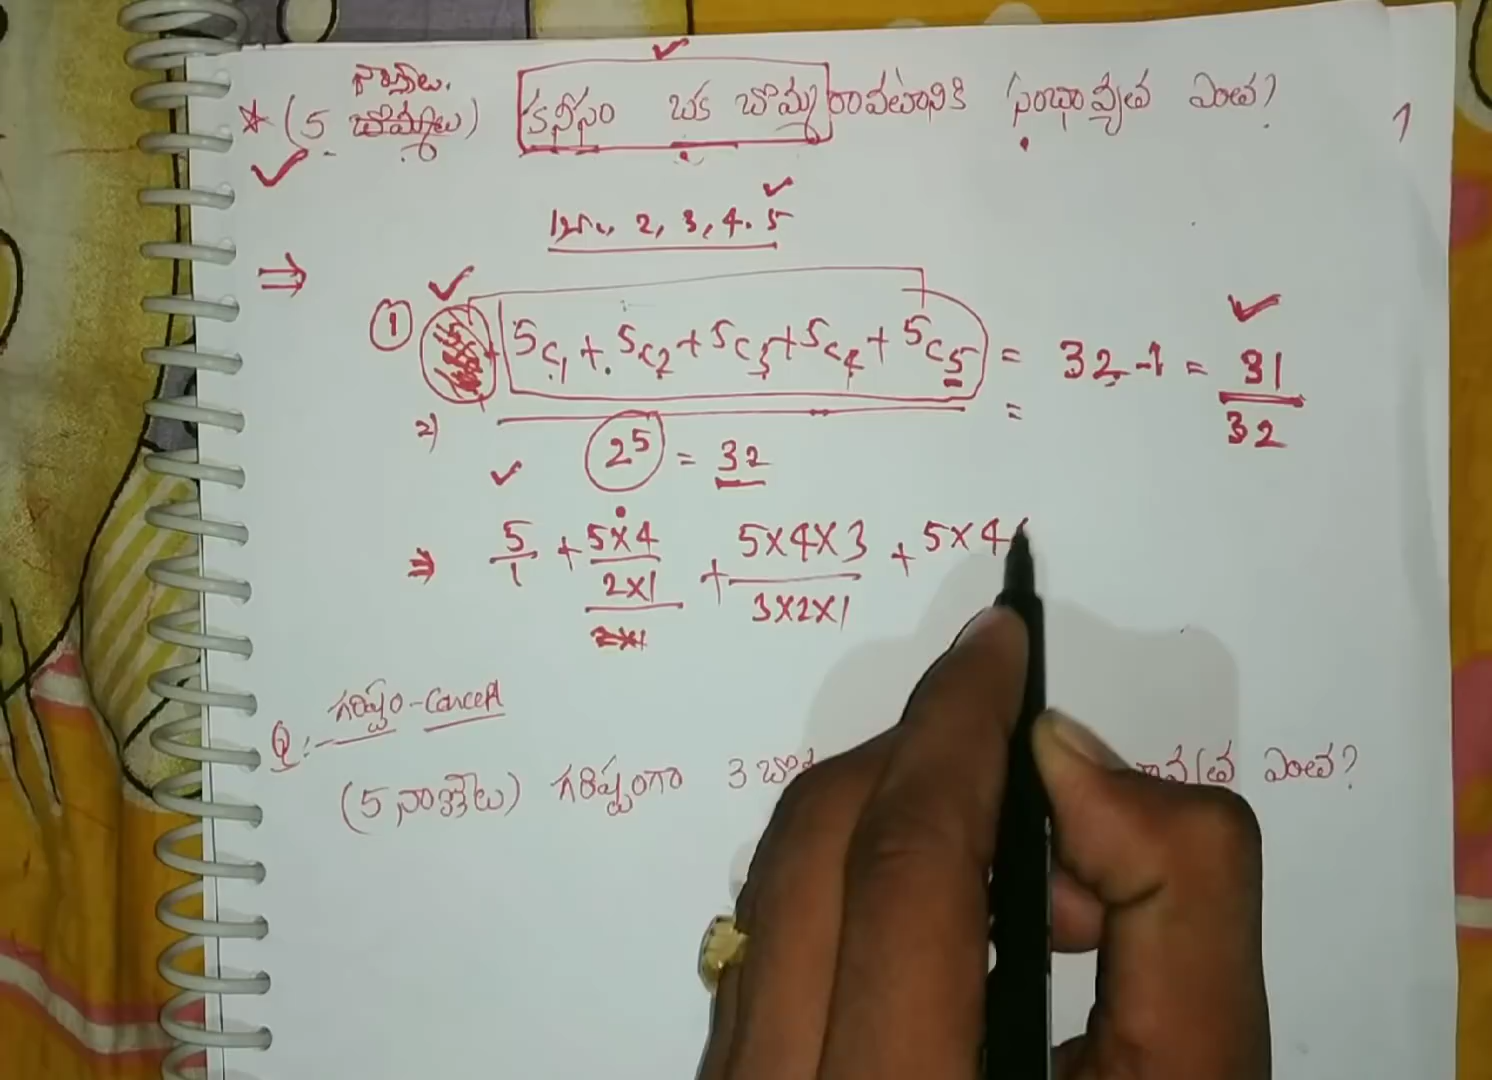 నాణేలు.
* (5 బొమ్మలు) కనీసం ఒక బొమ్మ రావటానికి సంభావ్యత ఎంత? 1
2, 3, 4. 5
⇒
① 5c₁ + 5c₂ + 5c₃ + 5c₄ + 5c₅ = 32 - 1 = 31/32
2) 2⁵ = 32 =
⇒ 5/1 + 5×4/2×1 + 5×4×3/3×2×1 + 5×4
గరిష్టం - Concept
Q:-
(5 నాణేలు) గరిష్టంగా 3 ఎంత?